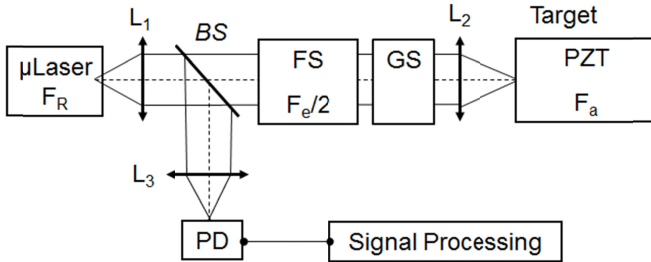 L1
BS
L2
Target
µLaser
FR
FS
Fe/2
GS
PZT
Fa
L3
PD
Signal Processing